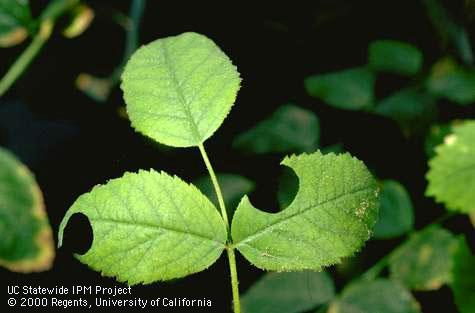 UC Statewide IPM Project
© 2000 Regents, University of California